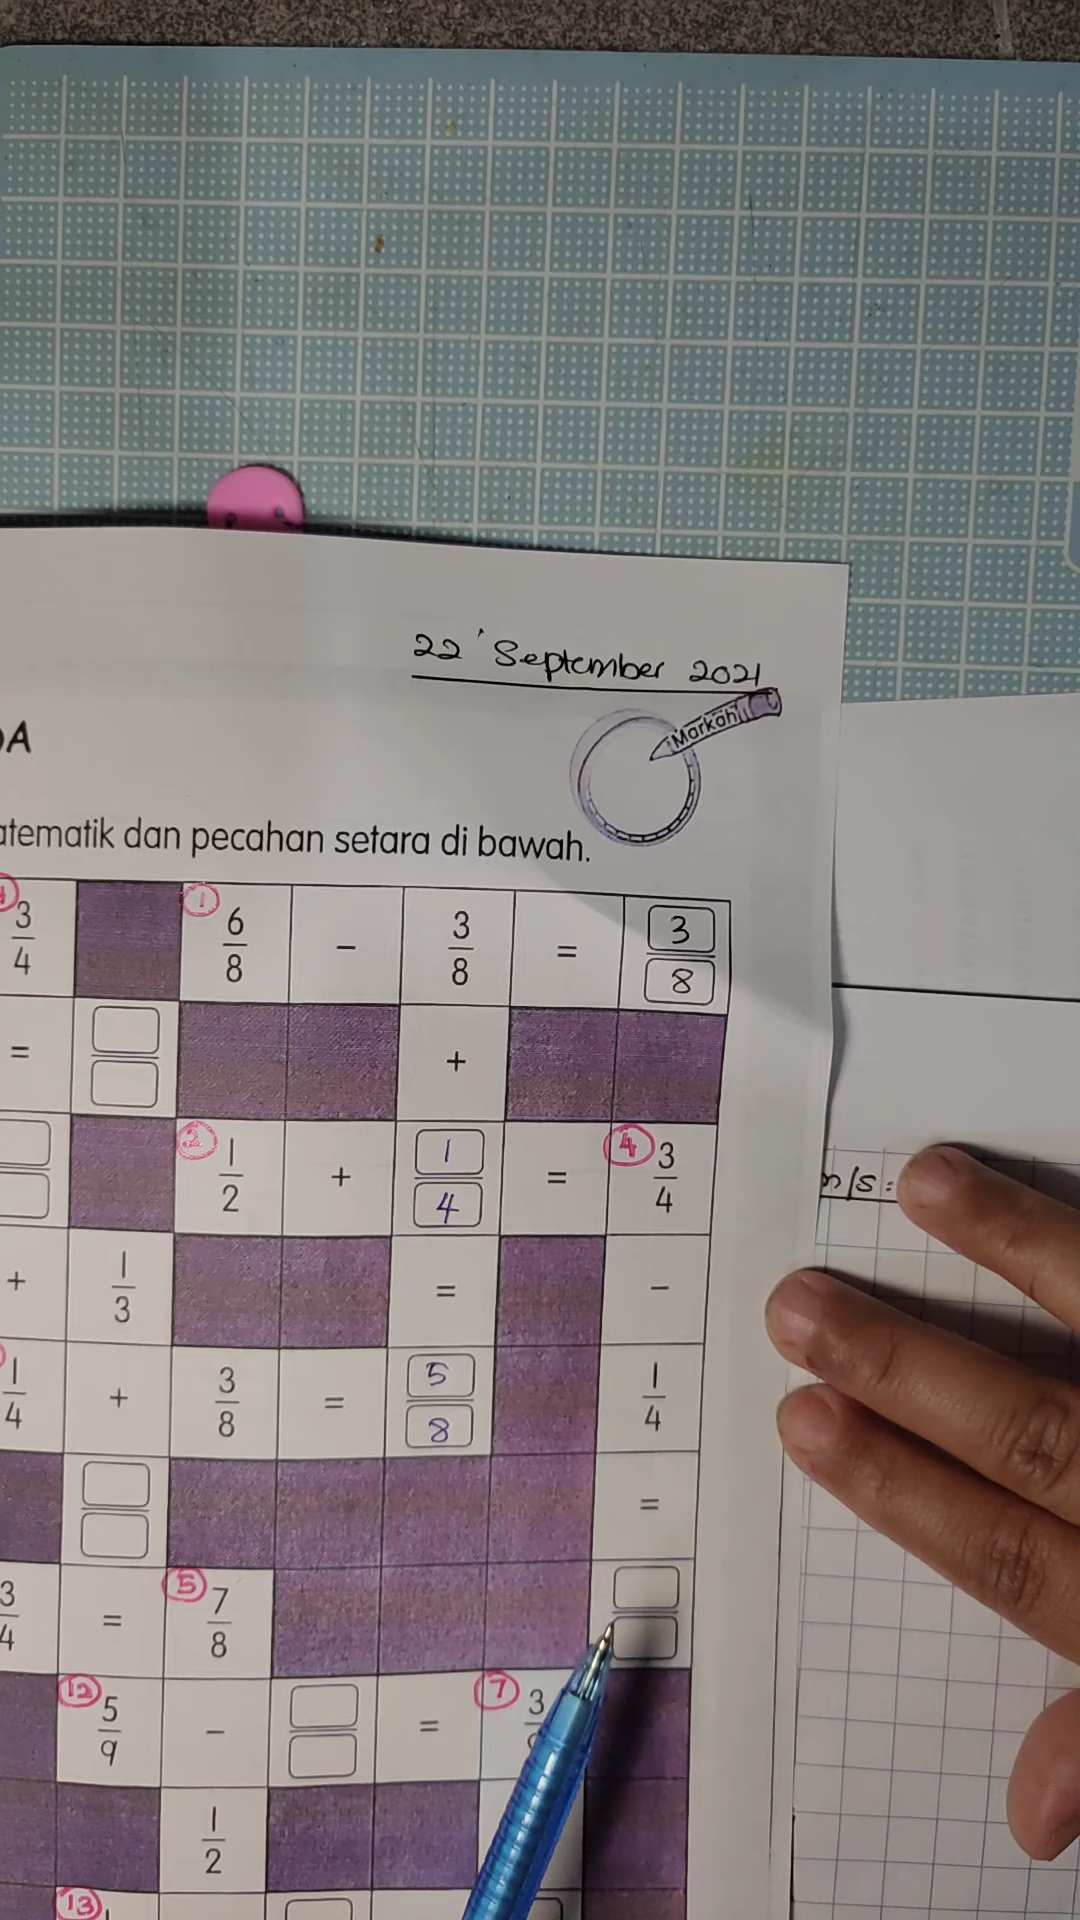 22 September 2021
Markah
A
atematik dan pecahan setara di bawah.
3/4 1 6/8 - 3/8 = 3/8
= +
2 1/2 + 1/4 = 4 3/4
+ 1/3 = -
1/4 + 3/8 = 5/8 1/4
=
3/4 = 5 7/8
12 5/9 - = 7 3
1/2
13
n/s: